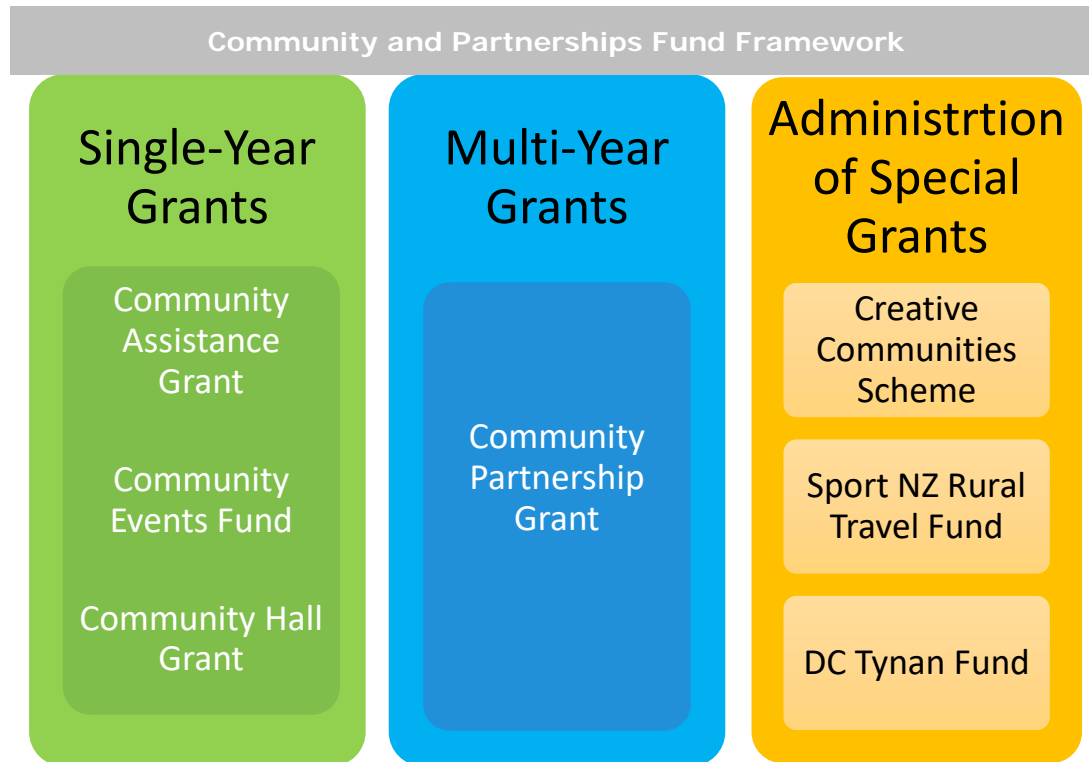 Community and Partnerships Fund Framework
Single-Year
Grants
Community
Assistance
Grant
Community
Events Fund
Community Hall
Grant
Multi-Year
Grants
Community
Partnership
Grant
Administrtion
of Special
Grants
Creative
Communities
Scheme
Sport NZ Rural
Travel Fund
DC Tynan Fund